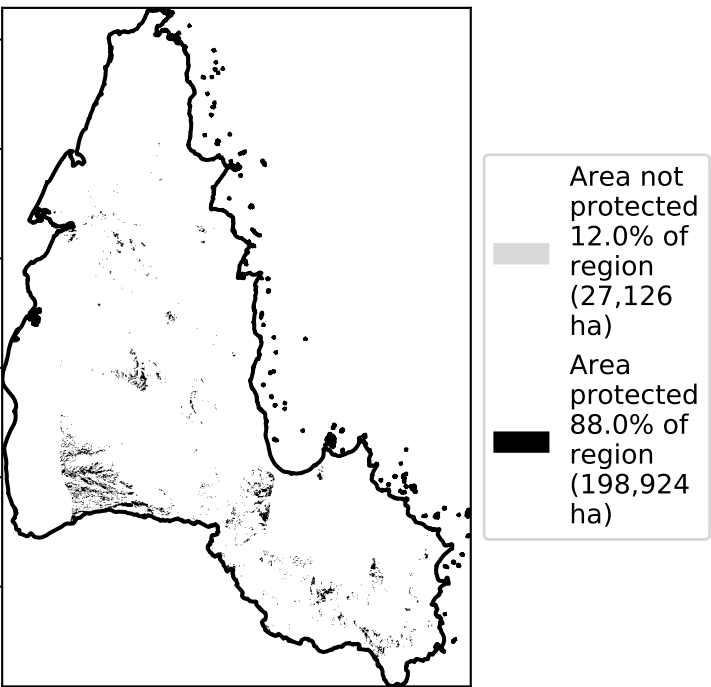 Area not
protected
12.0% of
region
(27,126
ha)
Area
protected
88.0% of
region
(198,924
ha)